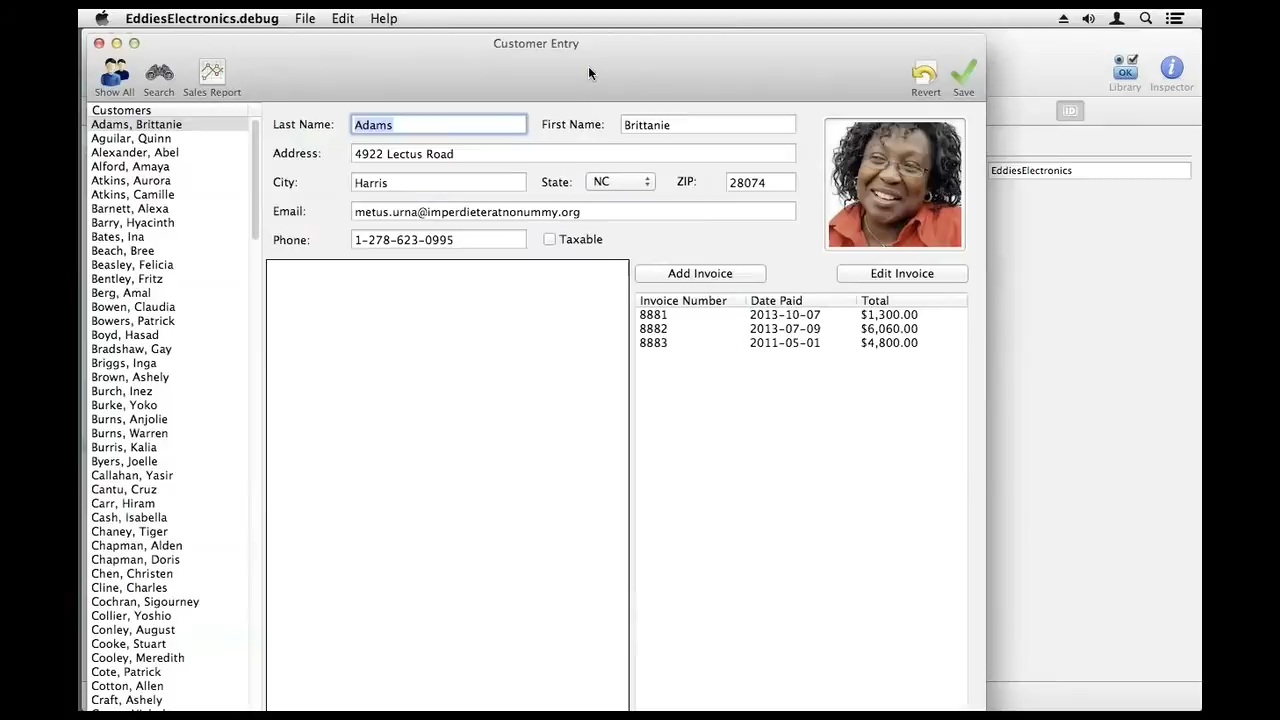 EddiesElectronics.debug File Edit Help
Customer Entry
Show All Search Sales Report Revert Save Library Inspector
OK
ID
Customers
Adams, Brittanie
Aguilar, Quinn
Alexander, Abel
Alford, Amaya
Atkins, Aurora
Atkins, Camille
Barnett, Alexa
Barry, Hyacinth
Bates, Ina
Beach, Bree
Beasley, Felicia
Bentley, Fritz
Berg, Amal
Bowen, Claudia
Bowers, Patrick
Boyd, Hasad
Bradshaw, Gay
Briggs, Inga
Brown, Ashely
Burch, Inez
Burke, Yoko
Burns, Anjolie
Burns, Warren
Burris, Kalia
Byers, Joelle
Callahan, Yasir
Cantu, Cruz
Carr, Hiram
Cash, Isabella
Chaney, Tiger
Chapman, Alden
Chapman, Doris
Chen, Christen
Cline, Charles
Cochran, Sigourney
Collier, Yoshio
Conley, August
Cooke, Stuart
Cooley, Meredith
Cote, Patrick
Cotton, Allen
Craft, Ashely
Last Name: Adams First Name: Brittanie
Address: 4922 Lectus Road
City: Harris State: NC ZIP: 28074
Email: metus.urna@imperdieteratnonummy.org
Phone: 1-278-623-0995 Taxable
Add Invoice Edit Invoice
Invoice Number Date Paid Total
8881 2013-10-07 $1,300.00
8882 2013-07-09 $6,060.00
8883 2011-05-01 $4,800.00
EddiesElectronics